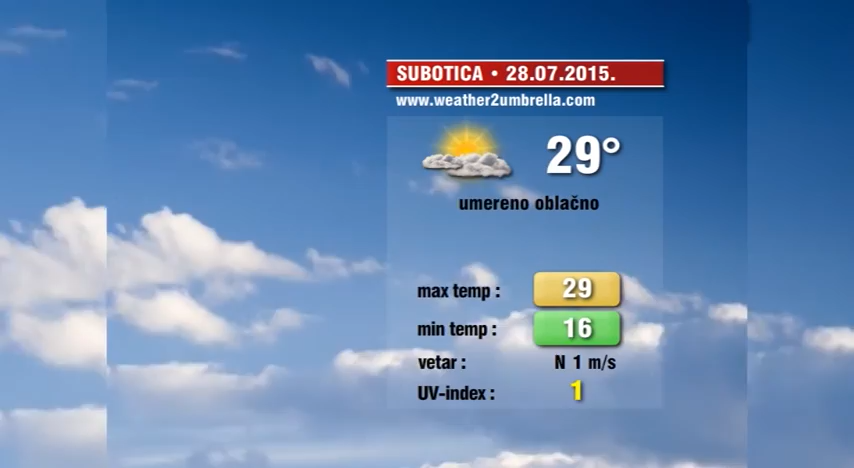 SUBOTICA • 28.07.2015.
www.weather2umbrella.com
29°
umereno oblačno
max temp : 29
min temp : 16
vetar : N 1 m/s
UV-index : 1